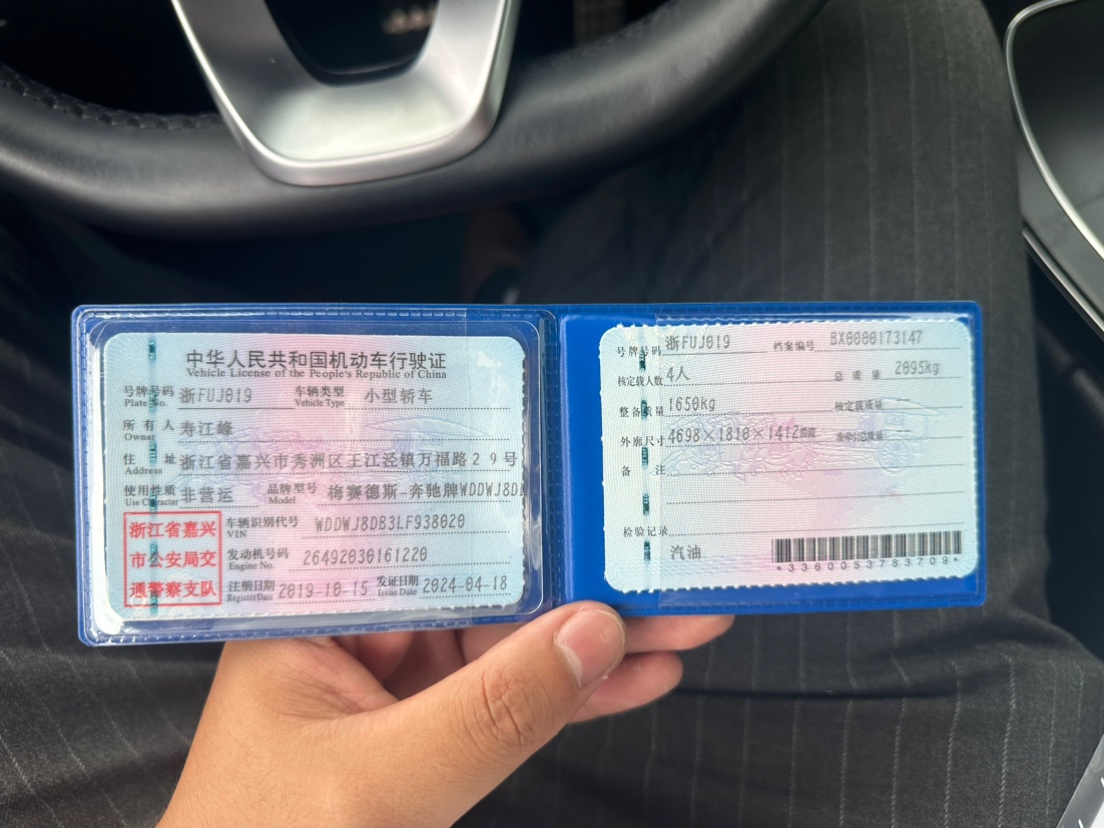 中华人民共和国机动车行驶证
Vehicle License of the People's Republic of China
号牌号码 浙FUJ019 车辆类型 小型轿车
Plate No. Vehicle Type
所有人 寿江峰
Owner
住址 浙江省嘉兴市秀洲区王江泾镇万福路29号
Address
使用性质 非营运 品牌型号 梅赛德斯-奔驰牌WDDWJ8D
Use Character Model
浙江省嘉兴
市公安局交
通警察支队
车辆识别代号 WDDWJ8DB3LF938020
VIN
发动机号码 26492030161220
Engine No.
注册日期 2019-10-15 发证日期 2024-04-18
Register Date Issue Date
号牌号码 浙FUJ019 档案编号 BX0000173147
核定载人数 4人 总质量 2095kg
整备质量 1650kg 核定载质量
外廓尺寸 4698×1810×1412
备注
检验记录
汽油
*3360053783709*